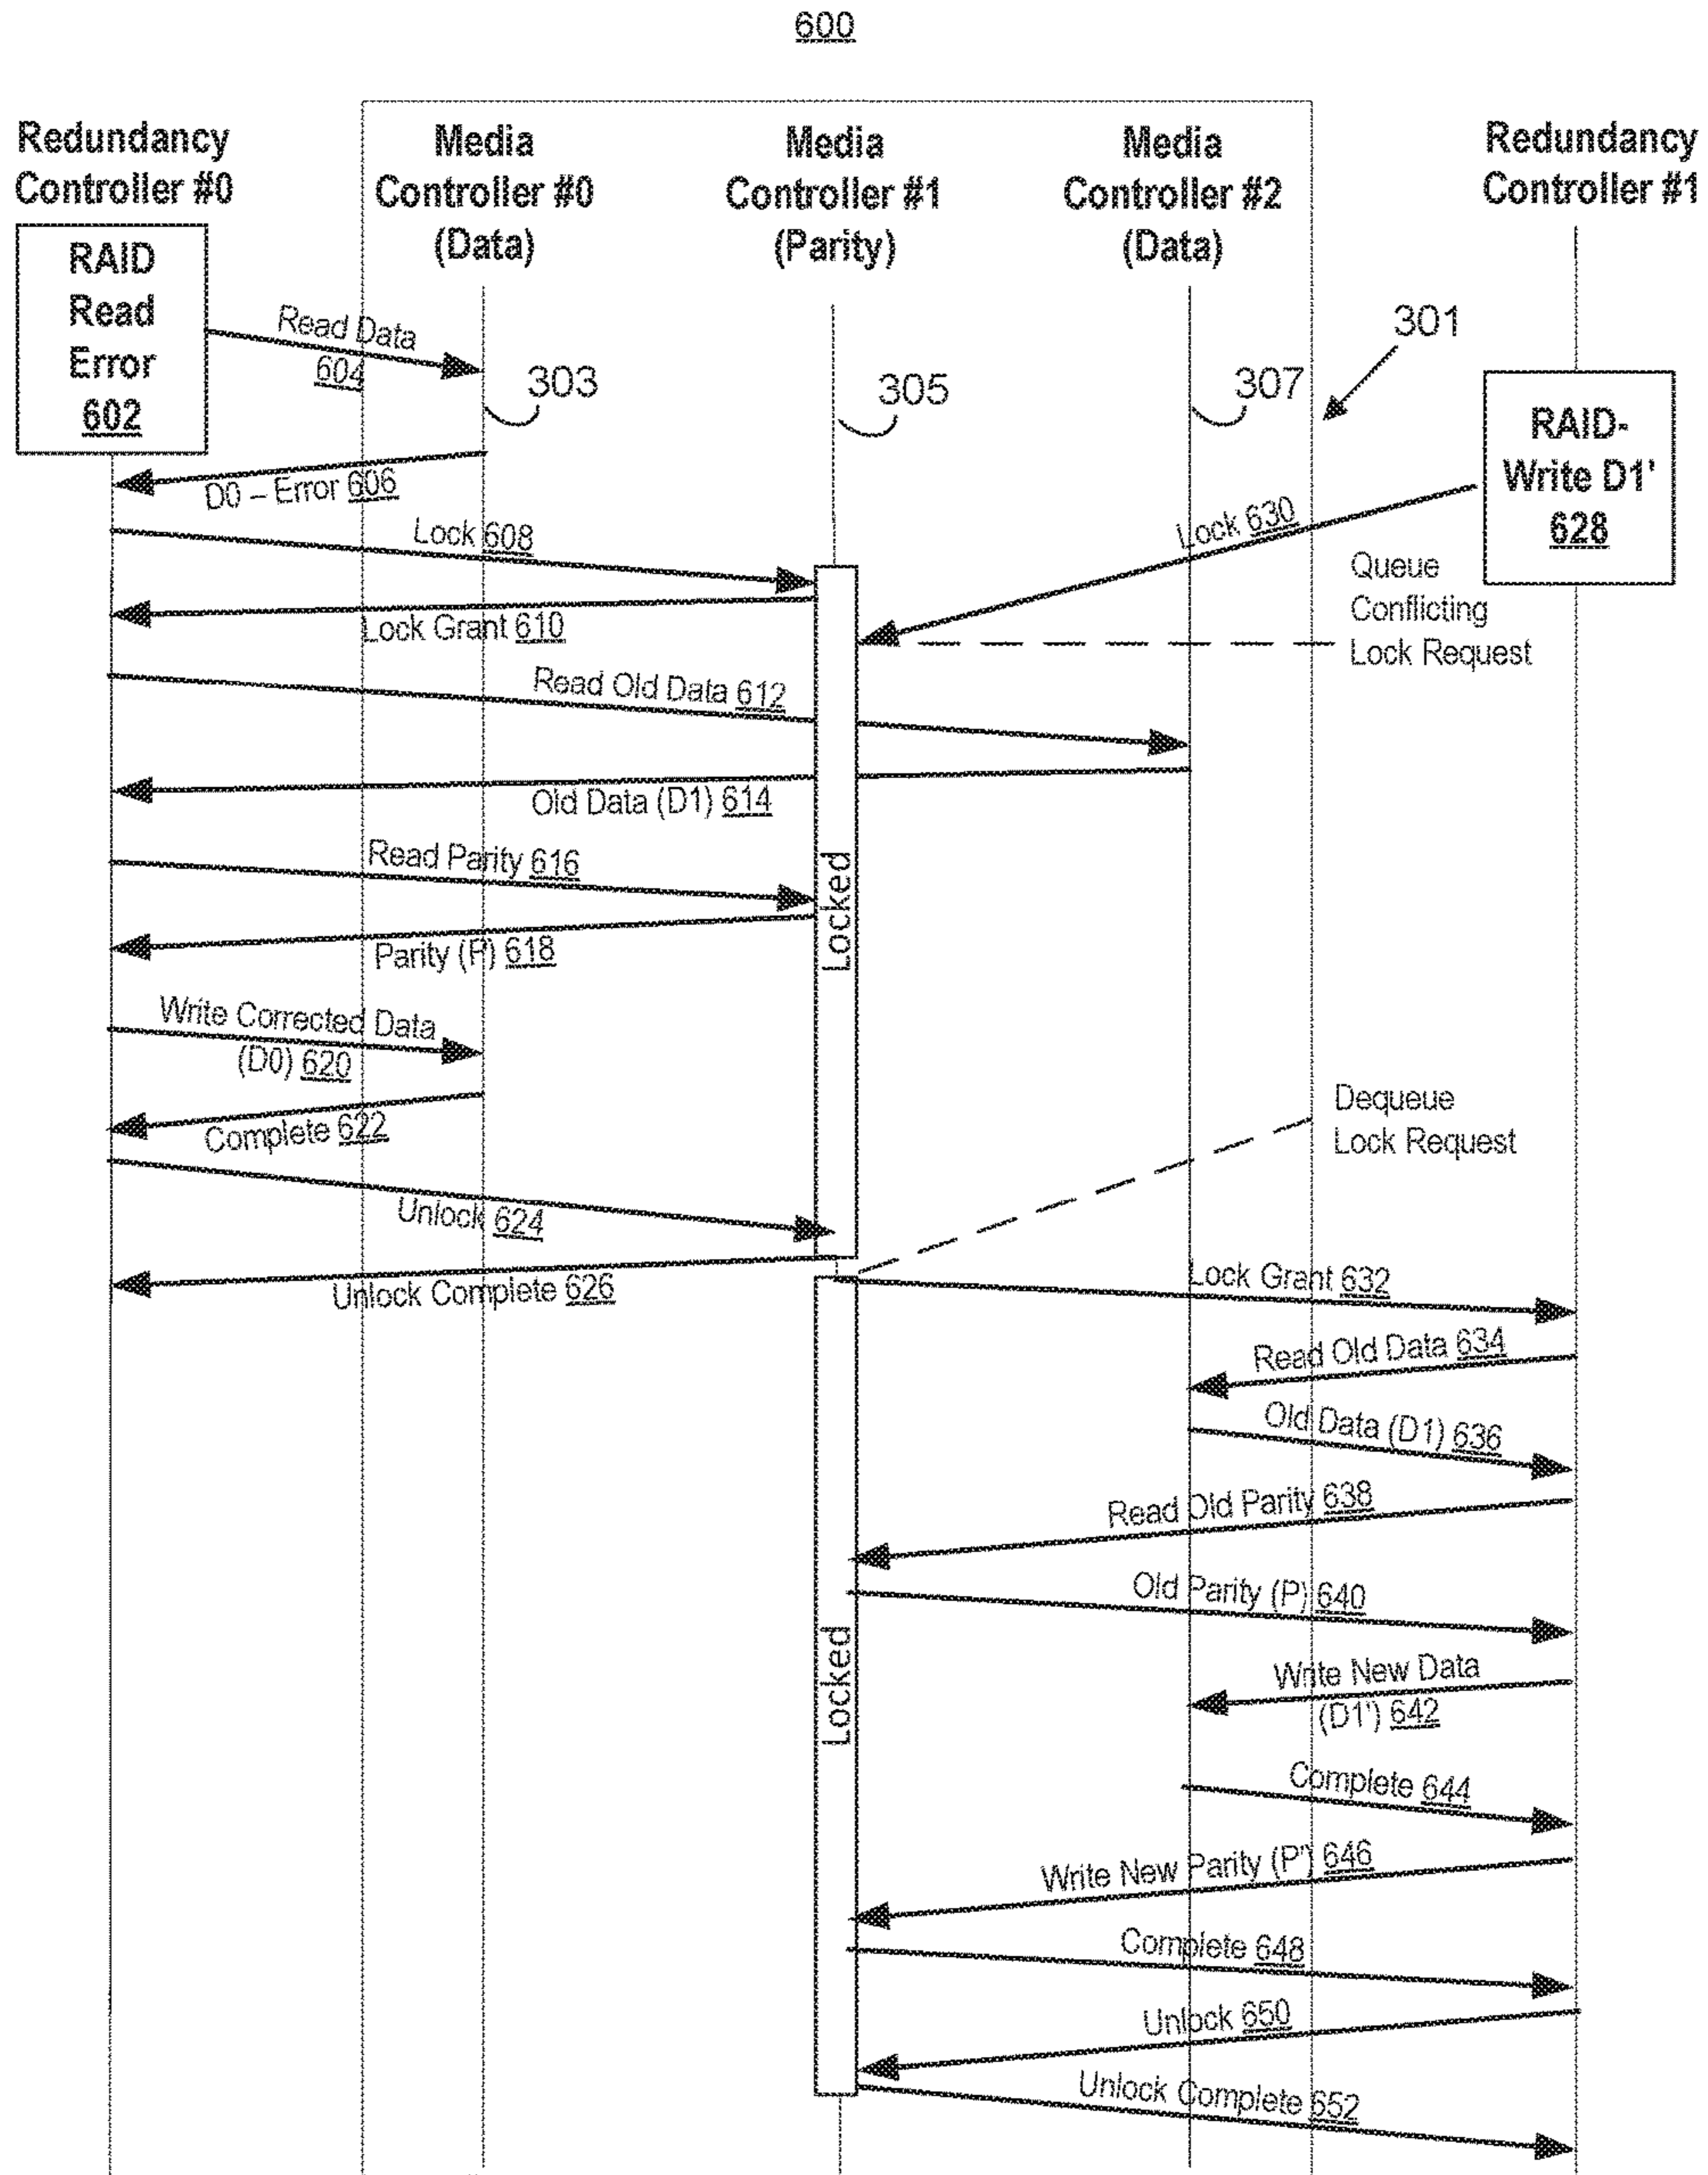 600
Redundancy
Controller #0
Media
Controller #0
(Data)
Media
Controller #1
(Parity)
Media
Controller #2
(Data)
Redundancy
Controller #1
RAID
Read
Error
602
Read Data
604
303
305
307
301
RAID-
Write D1'
628
D0 – Error 606
Lock 608
Lock 630
Queue
Conflicting
Lock Request
Lock Grant 610
Read Old Data 612
Old Data (D1) 614
Read Parity 616
Locked
Parity (P) 618
Write Corrected Data
(D0) 620
Complete 622
Dequeue
Lock Request
Unlock 624
Unlock Complete 626
Lock Grant 632
Read Old Data 634
Old Data (D1) 636
Read Old Parity 638
Old Parity (P) 640
Locked
Write New Data
(D1') 642
Complete 644
Write New Parity (P') 646
Complete 648
Unlock 650
Unlock Complete 652